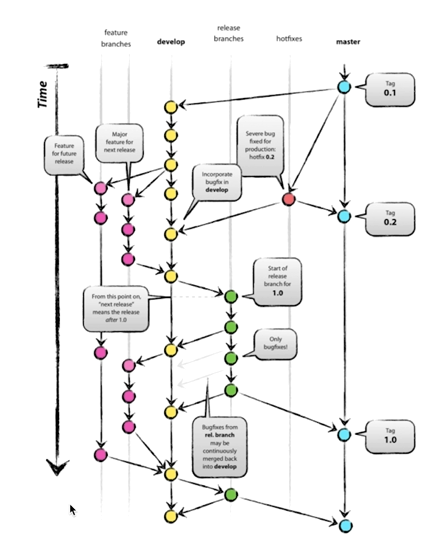 feature
branches
develop
release
branches
hotfixes
master
Time
Tag
0.1
Feature
for future
release
Major
feature for
next release
Severe bug
fixed for
production:
hotfix 0.2
Incorporate
bugfix in
develop
Tag
0.2
Start of
release
branch for
1.0
From this point on,
"next release"
means the release
after 1.0
Only
bugfixes!
Bugfixes from
rel. branch
may be
continuously
merged back
into develop
Tag
1.0